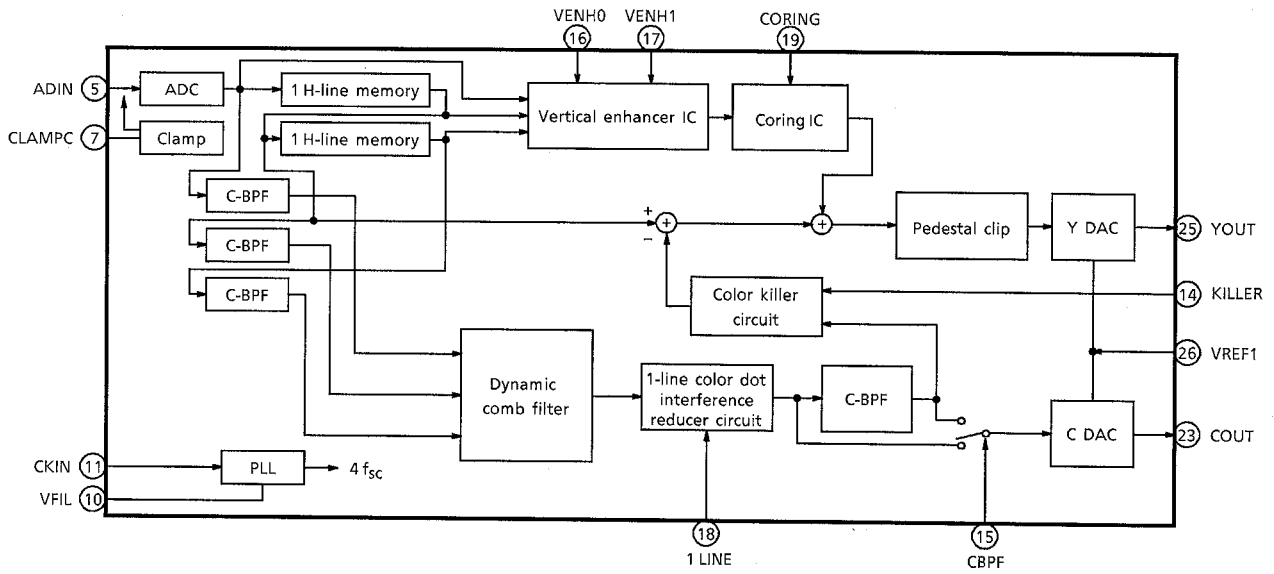 VENH0 VENH1 CORING
16 17 19
ADIN 5 ADC 1 H-line memory
Vertical enhancer IC Coring IC
CLAMPC 7 Clamp 1 H-line memory
C-BPF
+
−
+
+
Pedestal clip Y DAC 25 YOUT
C-BPF
C-BPF
Color killer
circuit
14 KILLER
26 VREF1
Dynamic
comb filter
1-line color dot
interference
reducer circuit
C-BPF
C DAC 23 COUT
CKIN 11 PLL 4 fsc
VFIL 10
18
1 LINE
15
CBPF